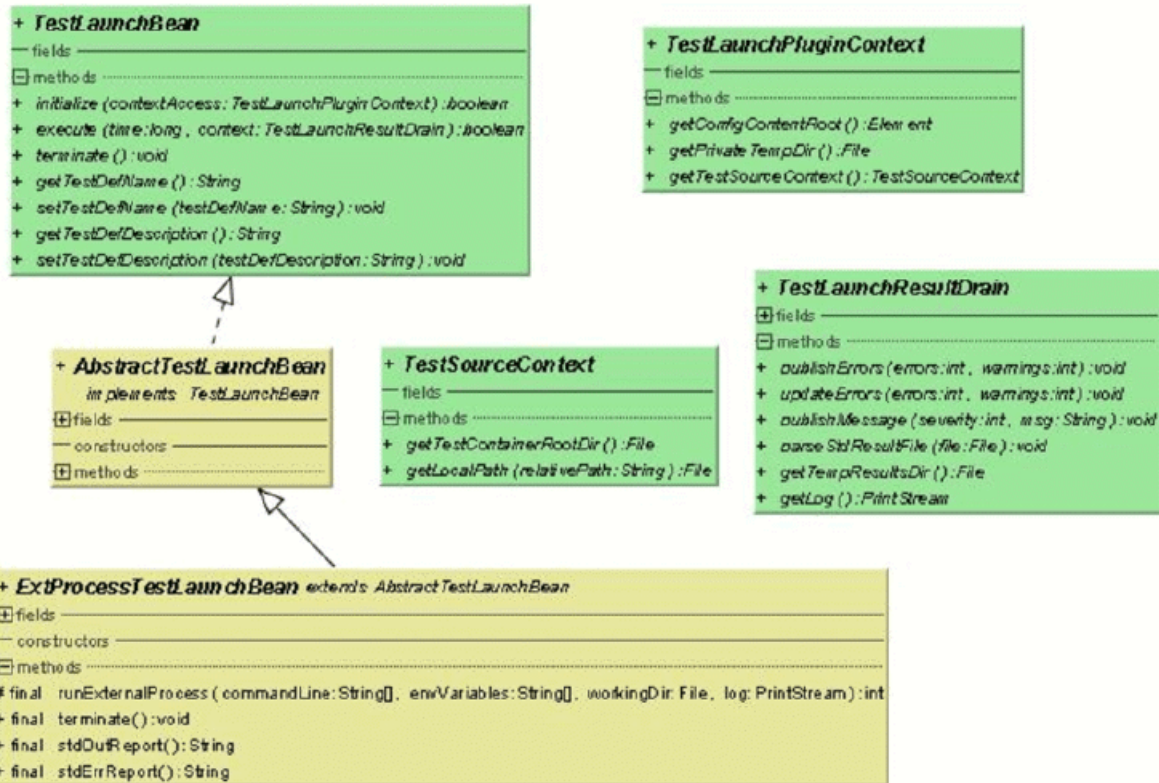 + TestLaunchBean
fields
methods
+ initialize (contextAccess: TestLaunchPluginContext) : boolean
+ execute (time:long, context: TestLaunchResultDrain) : boolean
+ terminate () : void
+ getTestDefName () : String
+ setTestDefName (testDefName: String) : void
+ getTestDefDescription () : String
+ setTestDefDescription (testDefDescription: String) : void
+ TestLaunchPluginContext
fields
methods
+ getConfigContentRoot () : Element
+ getPrivateTempDir () : File
+ getTestSourceContext () : TestSourceContext
+ AbstractTestLaunchBean
implements TestLaunchBean
fields
constructors
methods
+ TestSourceContext
fields
methods
+ getTestContainerRootDir () : File
+ getLocalPath (relativePath: String) : File
+ TestLaunchResultDrain
fields
methods
+ publishErrors (errors:int, warnings:int) : void
+ updateErrors (errors:int, warnings:int) : void
+ publishMessage (severity:int, msg: String) : void
+ parseStdResultFile (file: File) : void
+ getTempResultsDir () : File
+ getLog () : PrintStream
+ ExtProcessTestLaunchBean extends AbstractTestLaunchBean
fields
constructors
methods
# final runExternalProcess ( commandLine: String[], envVariables: String[], workingDir: File, log: PrintStream ) : int
+ final terminate() : void
+ final stdOutReport() : String
+ final stdErrReport() : String